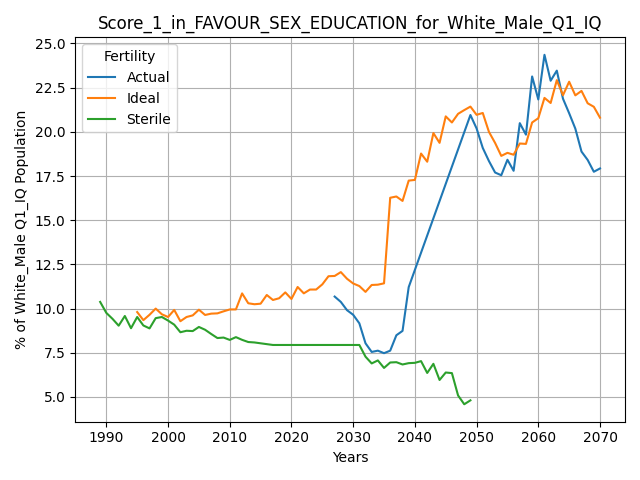 Score_1_in_FAVOUR_SEX_EDUCATION_for_White_Male_Q1_IQ
Fertility
Actual
Ideal
Sterile
% of White_Male Q1_IQ Population
25.0
22.5
20.0
17.5
15.0
12.5
10.0
7.5
5.0
1990 2000 2010 2020 2030 2040 2050 2060 2070
Years